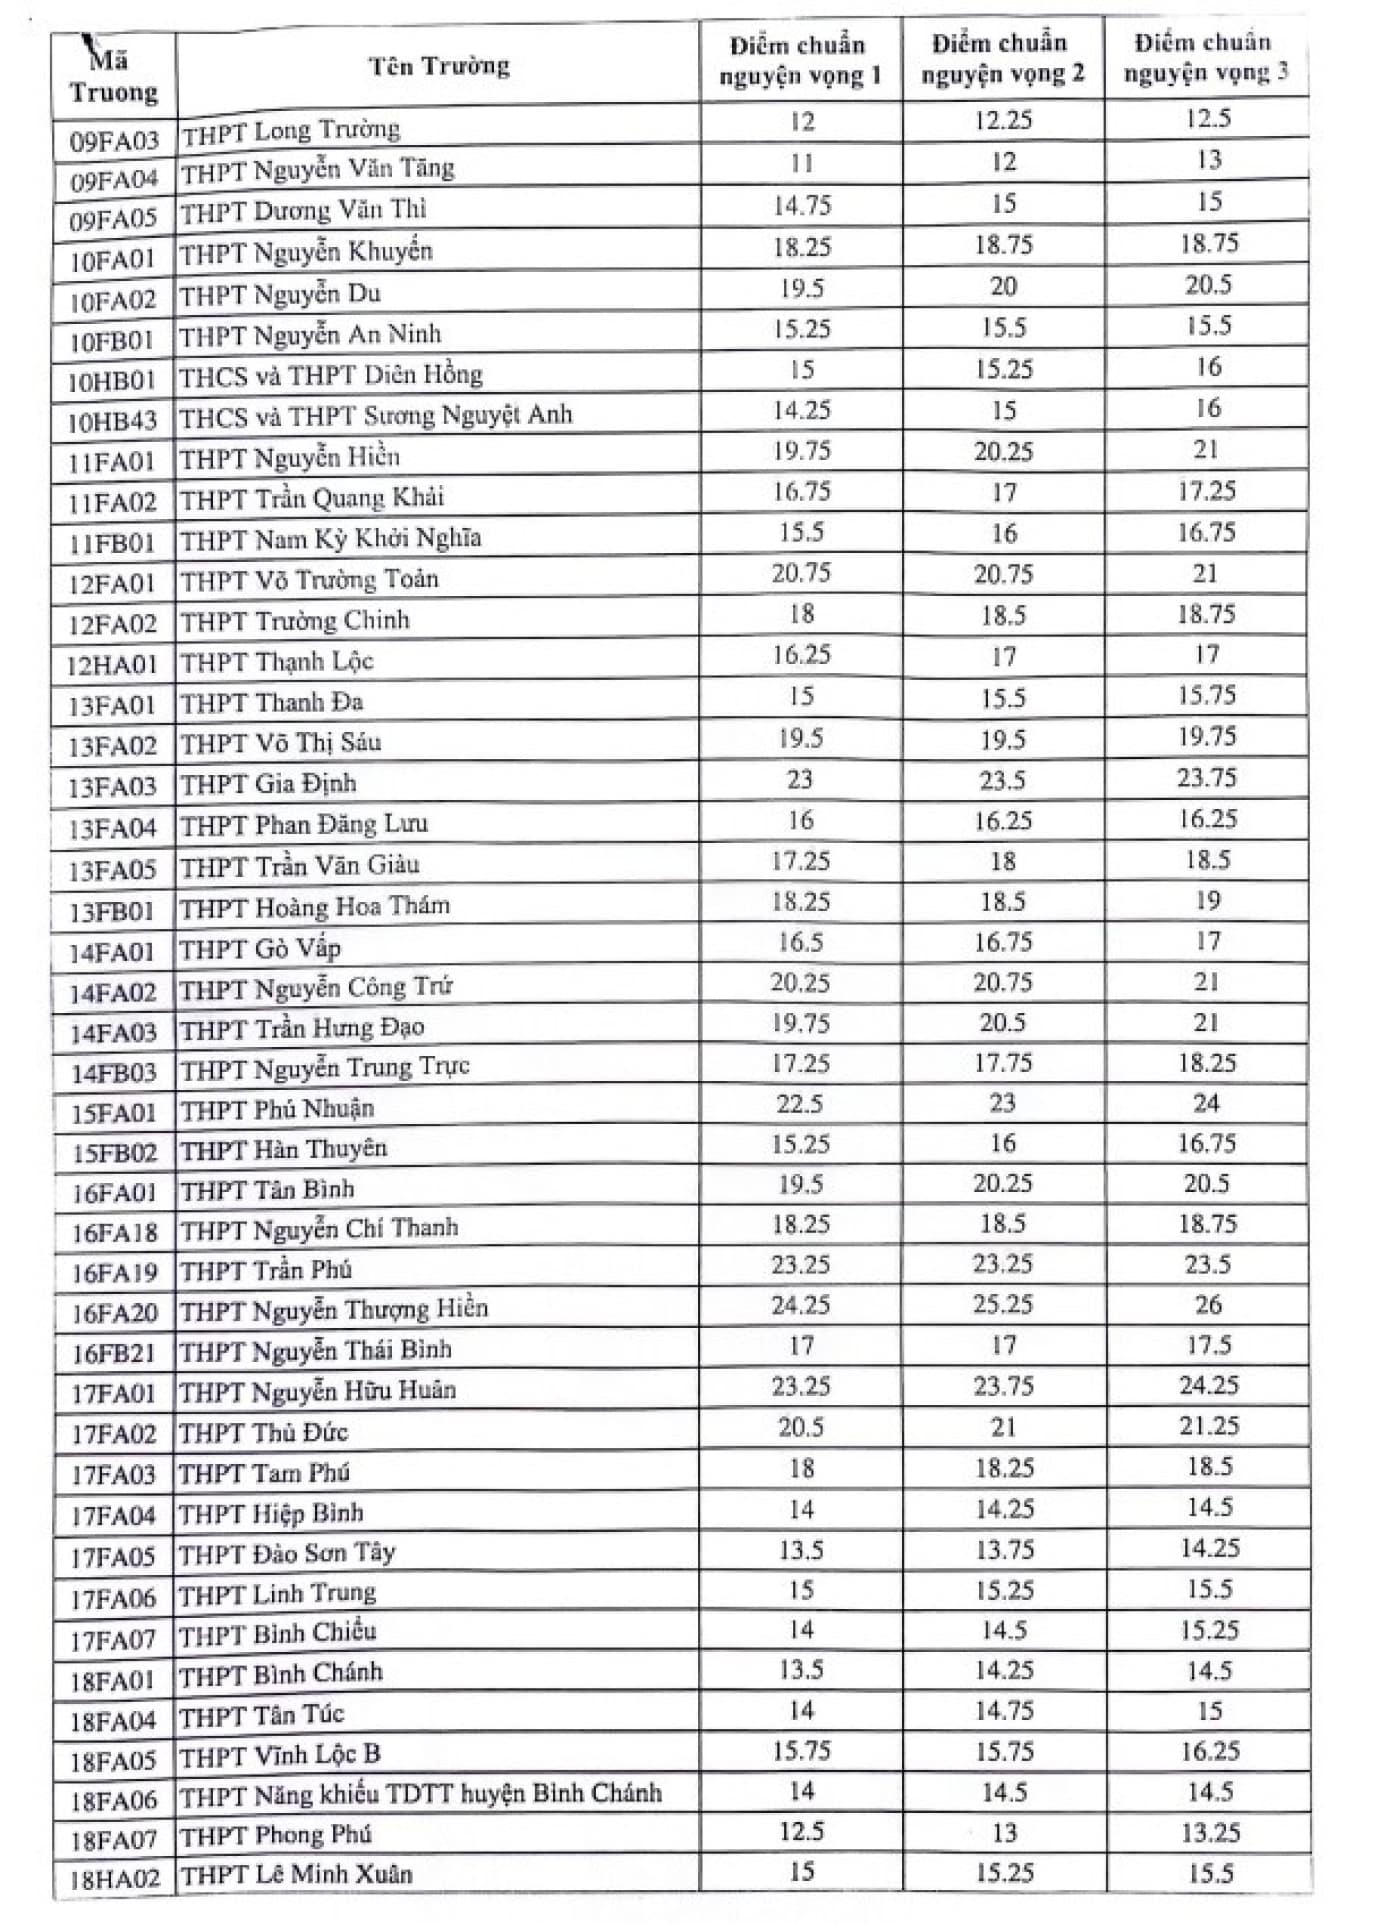 Mã Truong | Tên Trường | Điểm chuẩn nguyện vọng 1 | Điểm chuẩn nguyện vọng 2 | Điểm chuẩn nguyện vọng 3
09FA03 | THPT Long Trường | 12 | 12.25 | 12.5
09FA04 | THPT Nguyễn Văn Tăng | 11 | 12 | 13
09FA05 | THPT Dương Văn Thì | 14.75 | 15 | 15
10FA01 | THPT Nguyễn Khuyến | 18.25 | 18.75 | 18.75
10FA02 | THPT Nguyễn Du | 19.5 | 20 | 20.5
10FB01 | THPT Nguyễn An Ninh | 15.25 | 15.5 | 15.5
10HB01 | THCS và THPT Diên Hồng | 15 | 15.25 | 16
10HB43 | THCS và THPT Sương Nguyệt Anh | 14.25 | 15 | 16
11FA01 | THPT Nguyễn Hiền | 19.75 | 20.25 | 21
11FA02 | THPT Trần Quang Khải | 16.75 | 17 | 17.25
11FB01 | THPT Nam Kỳ Khởi Nghĩa | 15.5 | 16 | 16.75
12FA01 | THPT Võ Trường Toản | 20.75 | 20.75 | 21
12FA02 | THPT Trường Chinh | 18 | 18.5 | 18.75
12HA01 | THPT Thạnh Lộc | 16.25 | 17 | 17
13FA01 | THPT Thanh Đa | 15 | 15.5 | 15.75
13FA02 | THPT Võ Thị Sáu | 19.5 | 19.5 | 19.75
13FA03 | THPT Gia Định | 23 | 23.5 | 23.75
13FA04 | THPT Phan Đăng Lưu | 16 | 16.25 | 16.25
13FA05 | THPT Trần Văn Giàu | 17.25 | 18 | 18.5
13FB01 | THPT Hoàng Hoa Thám | 18.25 | 18.5 | 19
14FA01 | THPT Gò Vấp | 16.5 | 16.75 | 17
14FA02 | THPT Nguyễn Công Trứ | 20.25 | 20.75 | 21
14FA03 | THPT Trần Hưng Đạo | 19.75 | 20.5 | 21
14FB03 | THPT Nguyễn Trung Trực | 17.25 | 17.75 | 18.25
15FA01 | THPT Phú Nhuận | 22.5 | 23 | 24
15FB02 | THPT Hàn Thuyên | 15.25 | 16 | 16.75
16FA01 | THPT Tân Bình | 19.5 | 20.25 | 20.5
16FA18 | THPT Nguyễn Chí Thanh | 18.25 | 18.5 | 18.75
16FA19 | THPT Trần Phú | 23.25 | 23.25 | 23.5
16FA20 | THPT Nguyễn Thượng Hiền | 24.25 | 25.25 | 26
16FB21 | THPT Nguyễn Thái Bình | 17 | 17 | 17.5
17FA01 | THPT Nguyễn Hữu Huân | 23.25 | 23.75 | 24.25
17FA02 | THPT Thủ Đức | 20.5 | 21 | 21.25
17FA03 | THPT Tam Phú | 18 | 18.25 | 18.5
17FA04 | THPT Hiệp Bình | 14 | 14.25 | 14.5
17FA05 | THPT Đào Sơn Tây | 13.5 | 13.75 | 14.25
17FA06 | THPT Linh Trung | 15 | 15.25 | 15.5
17FA07 | THPT Bình Chiểu | 14 | 14.5 | 15.25
18FA01 | THPT Bình Chánh | 13.5 | 14.25 | 14.5
18FA04 | THPT Tân Túc | 14 | 14.75 | 15
18FA05 | THPT Vĩnh Lộc B | 15.75 | 15.75 | 16.25
18FA06 | THPT Năng khiếu TDTT huyện Bình Chánh | 14 | 14.5 | 14.5
18FA07 | THPT Phong Phú | 12.5 | 13 | 13.25
18HA02 | THPT Lê Minh Xuân | 15 | 15.25 | 15.5